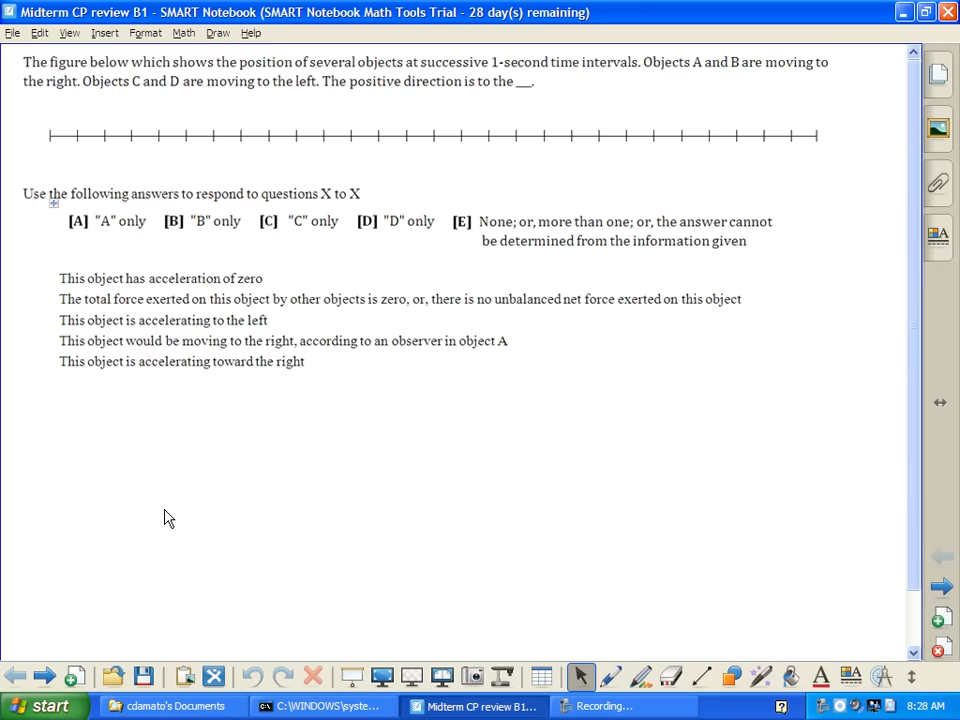 Midterm CP review B1 - SMART Notebook (SMART Notebook Math Tools Trial - 28 day(s) remaining)
File Edit View Insert Format Math Draw Help
The figure below which shows the position of several objects at successive 1-second time intervals. Objects A and B are moving to
the right. Objects C and D are moving to the left. The positive direction is to the __.
Use the following answers to respond to questions X to X
[A] "A" only [B] "B" only [C] "C" only [D] "D" only [E] None; or, more than one; or, the answer cannot
be determined from the information given
This object has acceleration of zero
The total force exerted on this object by other objects is zero, or, there is no unbalanced net force exerted on this object
This object is accelerating to the left
This object would be moving to the right, according to an observer in object A
This object is accelerating toward the right
start cdamato's Documents C:\WINDOWS\syste... Midterm CP review B1... Recording... 8:28 AM